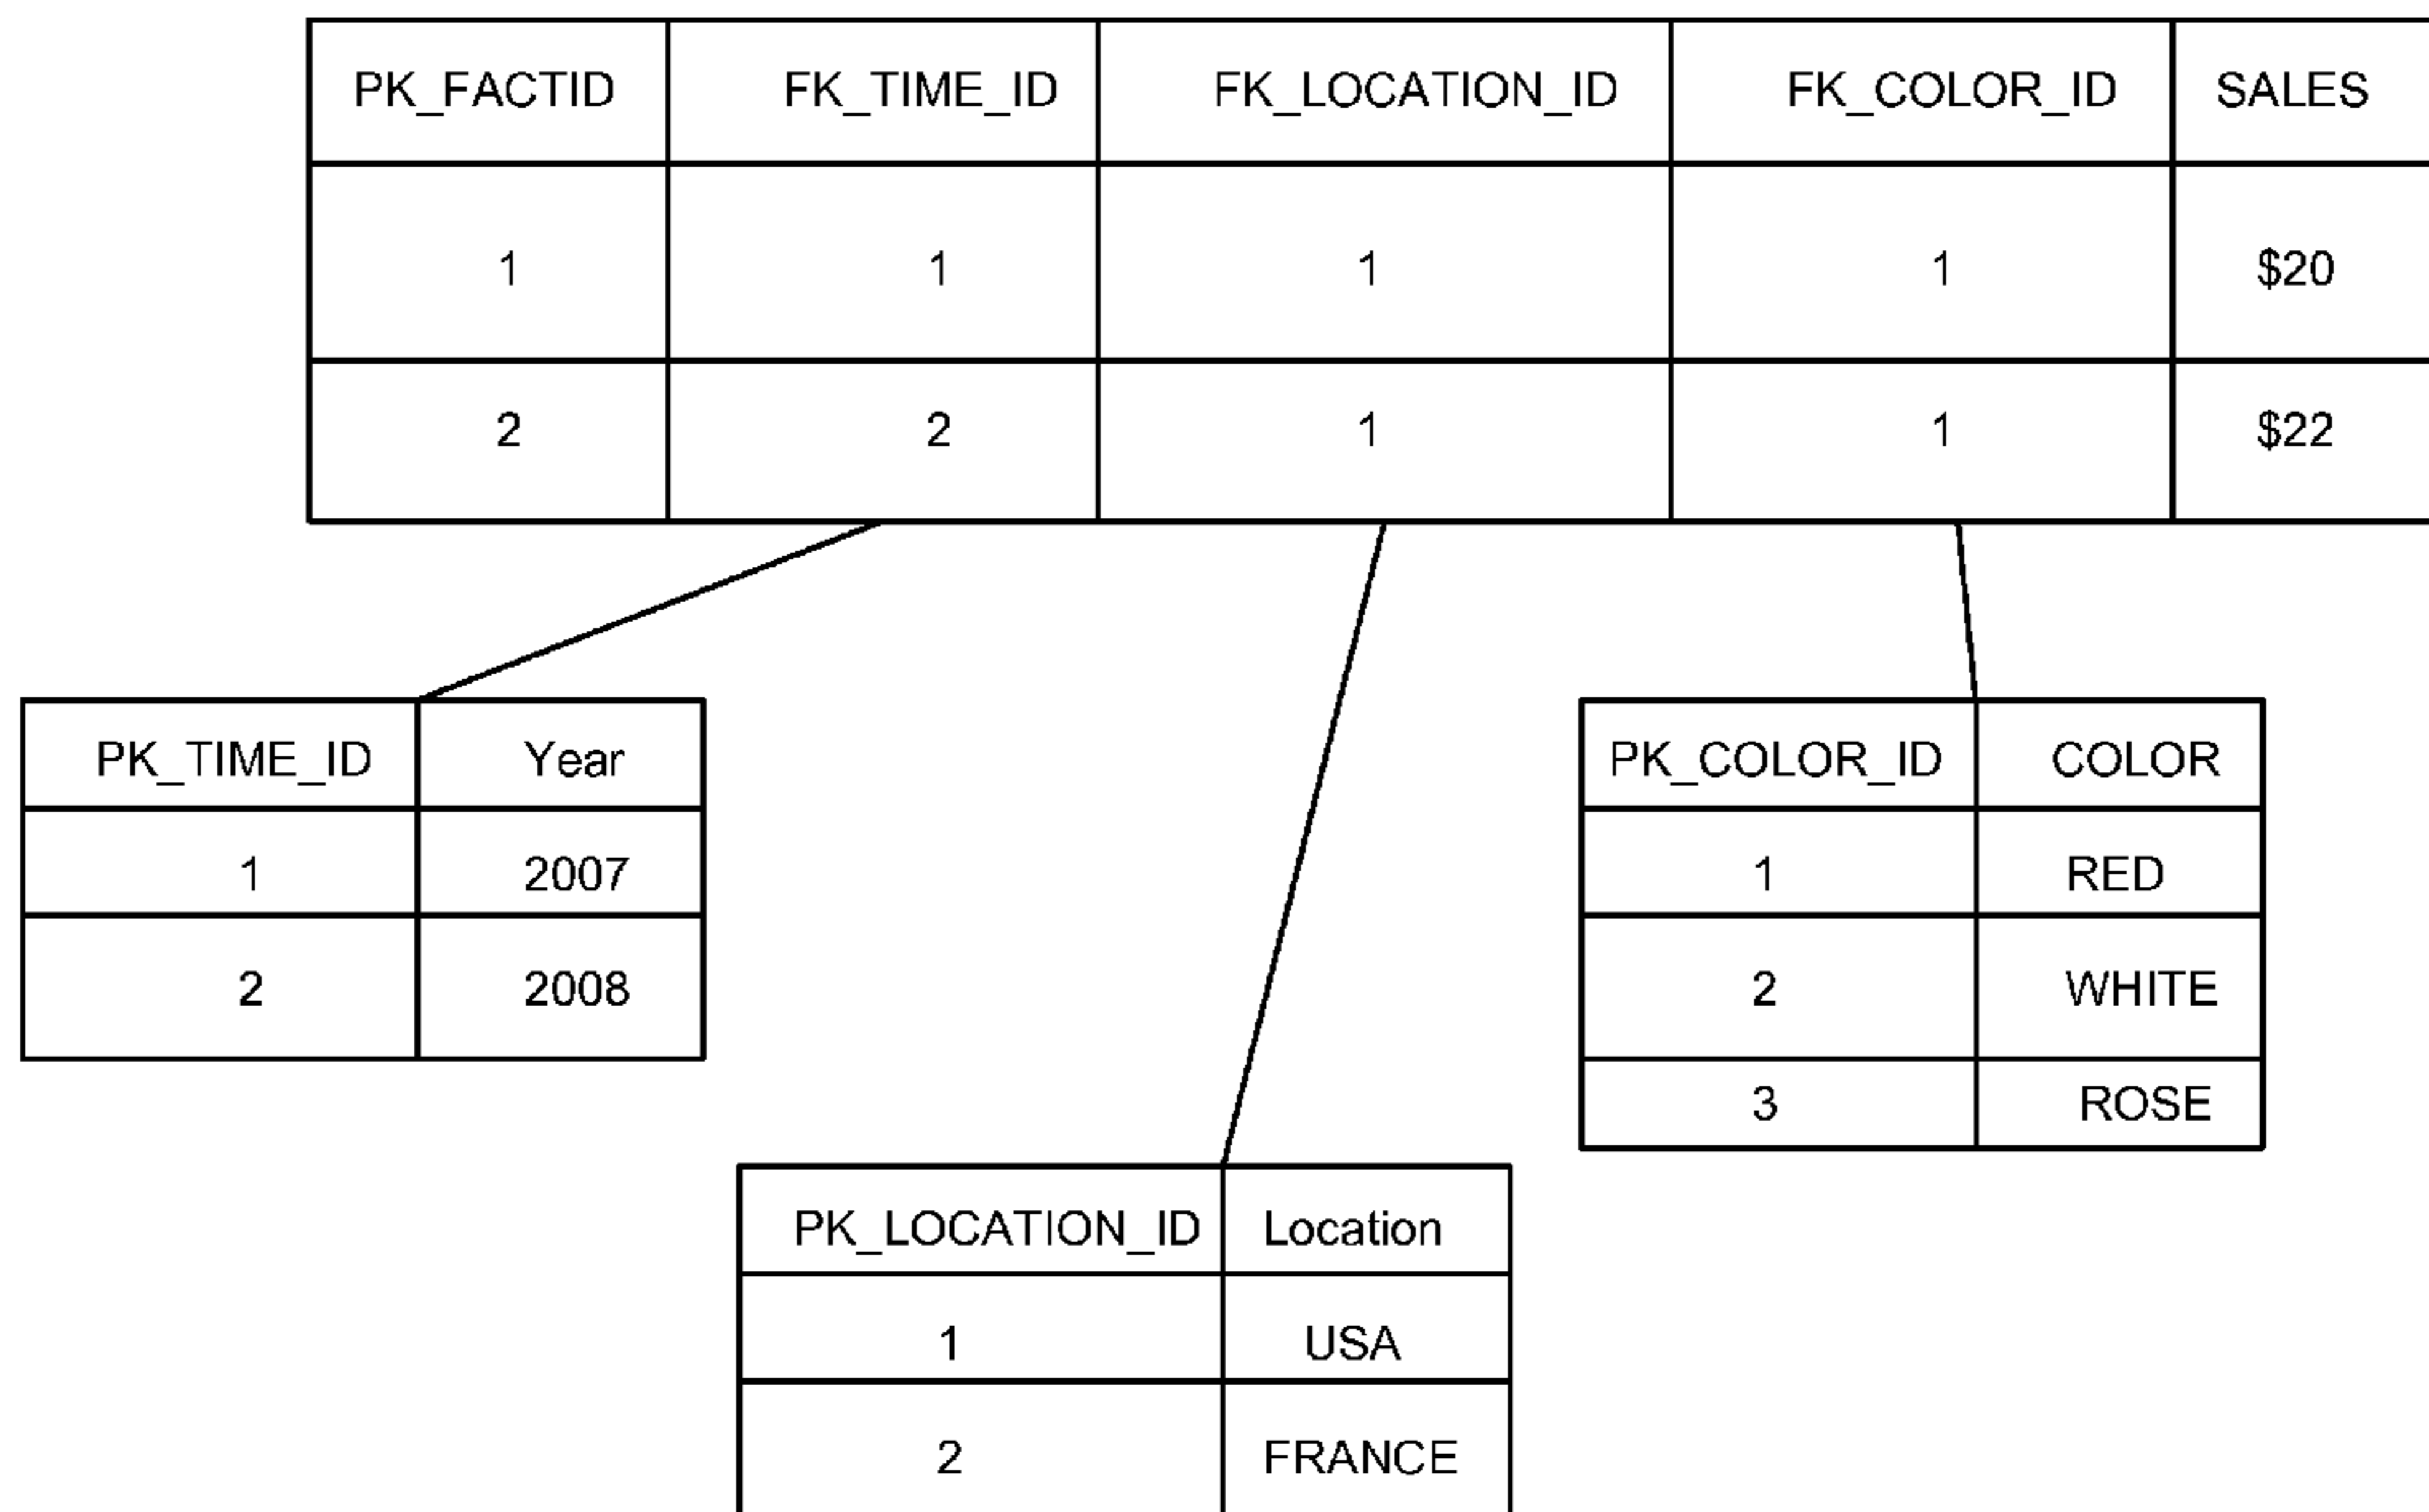 PK_FACTID FK_TIME_ID FK_LOCATION_ID FK_COLOR_ID SALES
1 1 1 1 $20
2 2 1 1 $22
PK_TIME_ID Year
1 2007
2 2008
PK_COLOR_ID COLOR
1 RED
2 WHITE
3 ROSE
PK_LOCATION_ID Location
1 USA
2 FRANCE